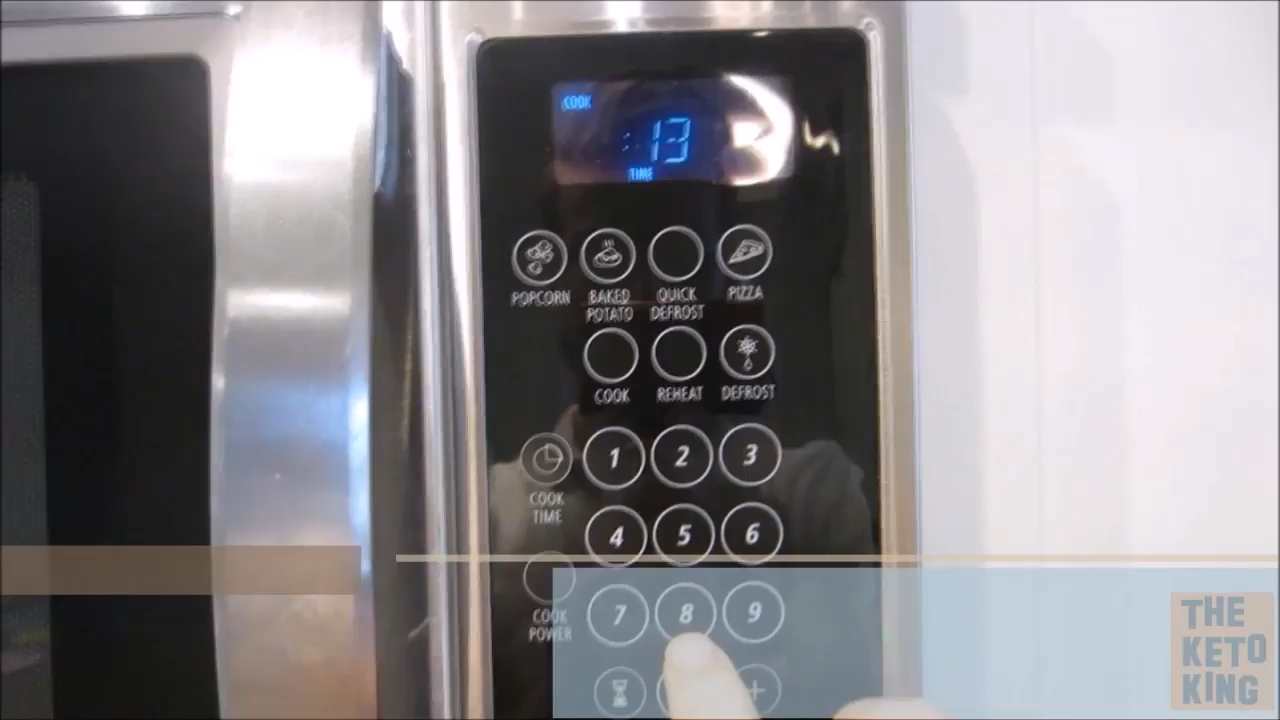 COOK
:13
TIME
POPCORN
BAKED POTATO
QUICK DEFROST
PIZZA
COOK
REHEAT
DEFROST
1 2 3
COOK TIME
4 5 6
COOK POWER
7 8 9
+
THE
KETO
KING